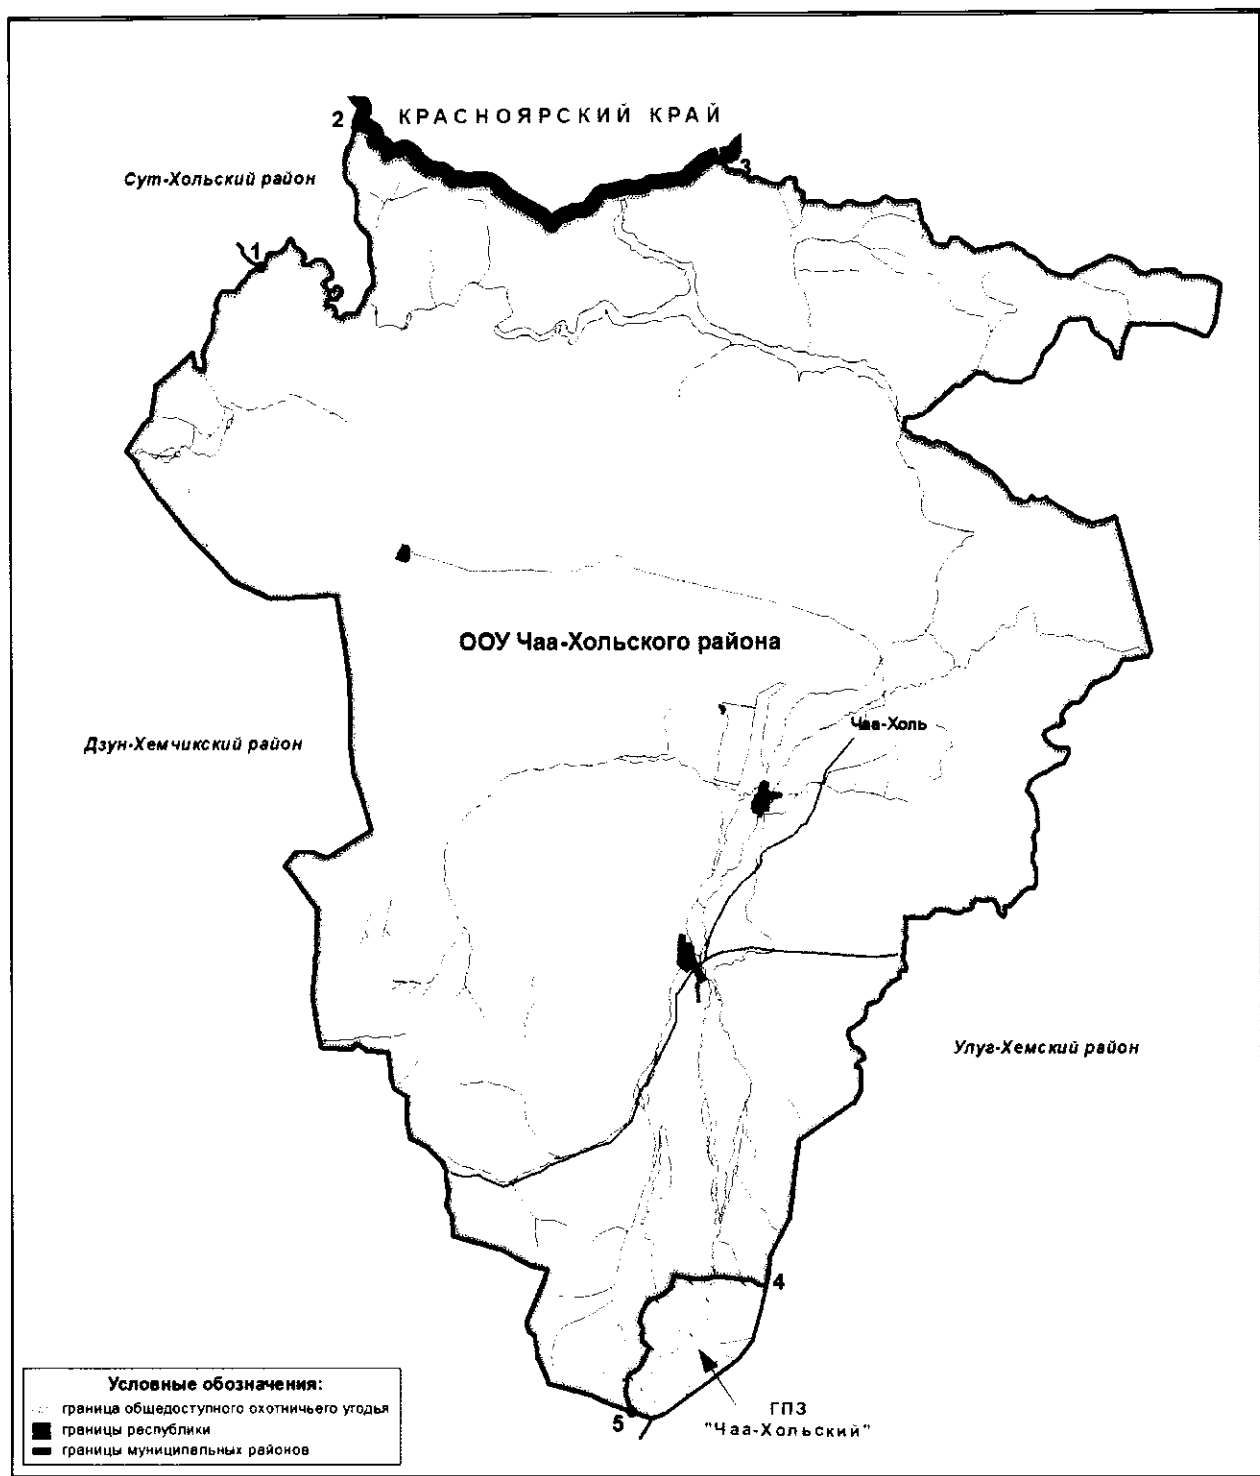 КРАСНОЯРСКИЙ КРАЙ
2
3
Сут-Хольский район
1
ООУ Чаа-Хольского района
Чаа-Холь
Дзун-Хемчикский район
Улуг-Хемский район
4
5
ГПЗ
"Чаа-Хольский"
Условные обозначения:
граница общедоступного охотничьего угодья
границы республики
границы муниципальных районов